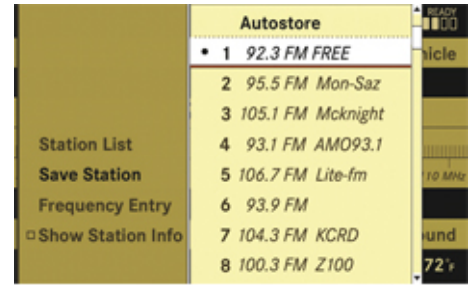 Autostore
READY
• 1 92.3 FM FREE
hicle
2 95.5 FM Mon-Saz
3 105.1 FM Mcknight
Station List
4 93.1 FM AMO93.1
Save Station
5 106.7 FM Lite-fm
110 MHz
Frequency Entry
6 93.9 FM
Show Station Info
7 104.3 FM KCRD
und
8 100.3 FM Z100
72°F